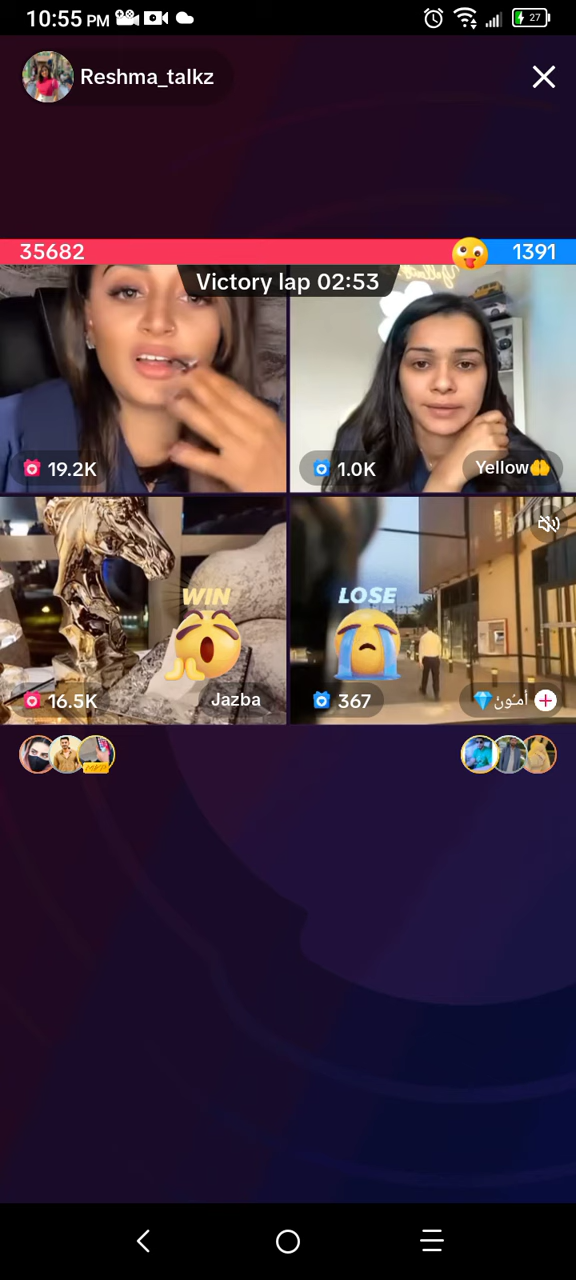 10:55 PM
27
Reshma_talkz
35682
1391
Victory lap 02:53
19.2K
1.0K
Yellow🤲
WIN
LOSE
16.5K
Jazba
367
💎أمـُونْ